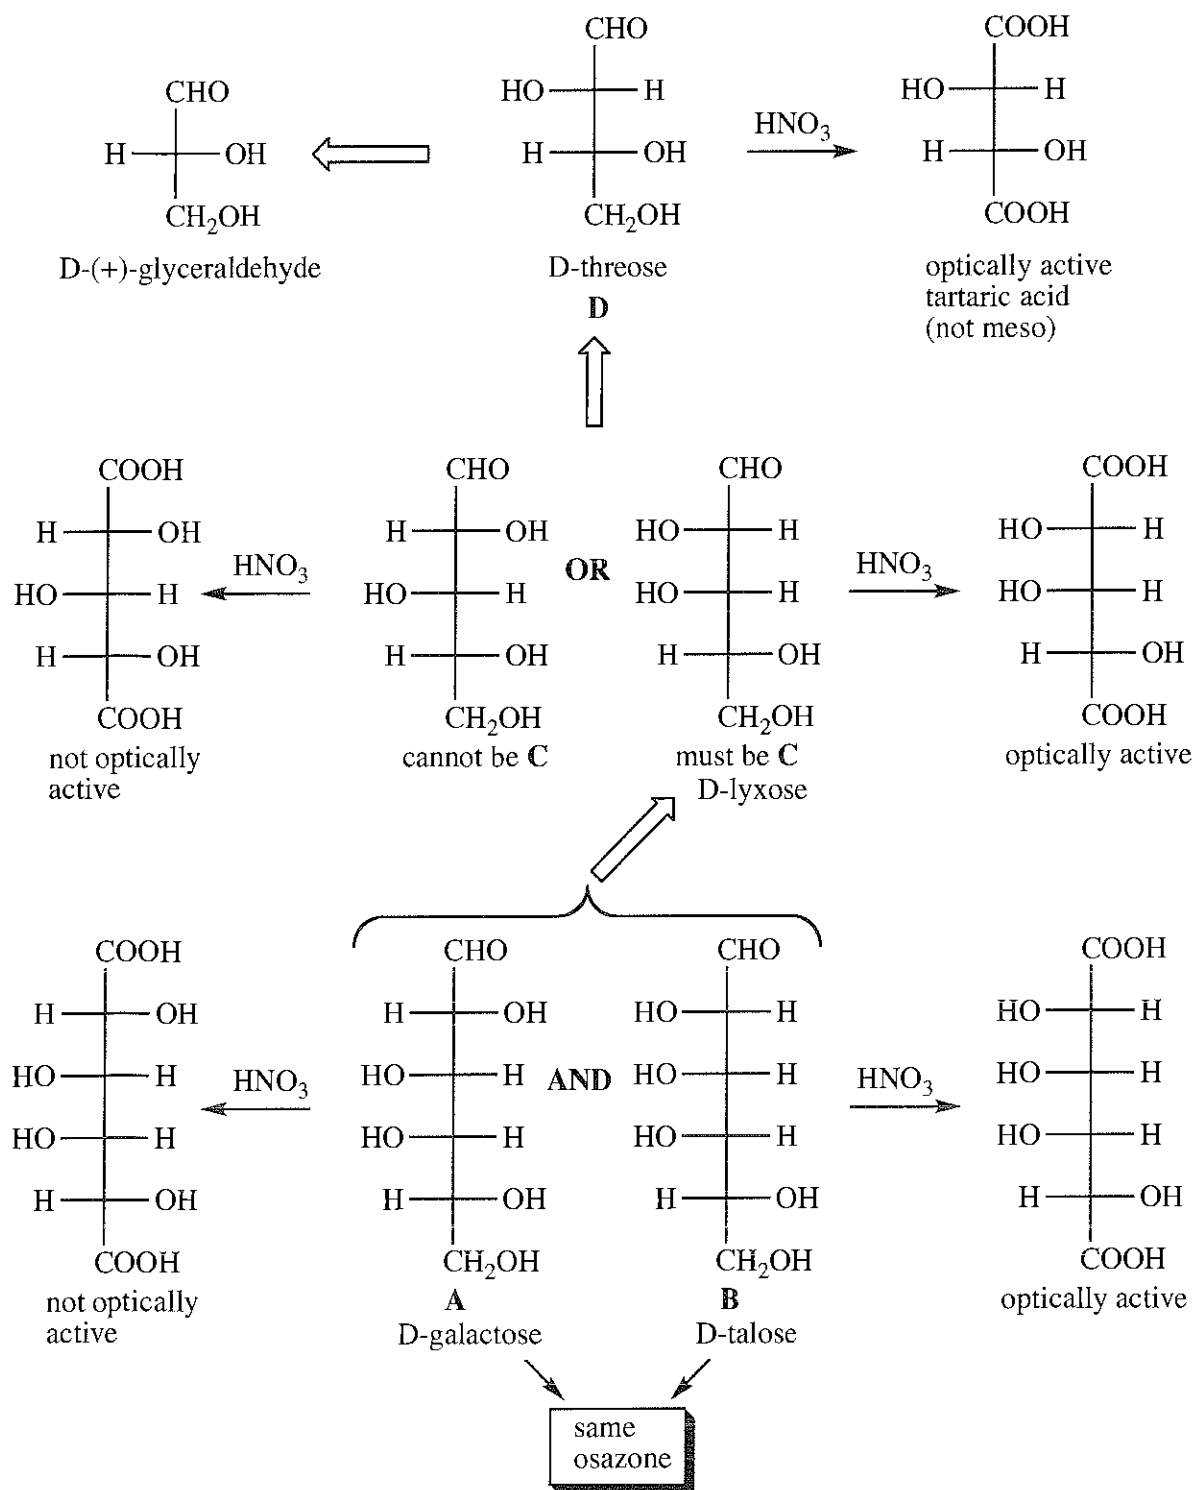 CHO
HO H
H OH
CH2OH
D-threose
D
CHO
H OH
CH2OH
D-(+)-glyceraldehyde
HNO3
COOH
HO H
H OH
COOH
optically active
tartaric acid
(not meso)
COOH
H OH
HO H
H OH
COOH
not optically
active
HNO3
CHO
H OH
HO H
H OH
CH2OH
cannot be C
OR
CHO
HO H
HO H
H OH
CH2OH
must be C
D-lyxose
HNO3
COOH
HO H
HO H
H OH
COOH
optically active
COOH
H OH
HO H
HO H
H OH
COOH
not optically
active
HNO3
CHO
H OH
HO H
HO H
H OH
CH2OH
A
D-galactose
AND
CHO
HO H
HO H
HO H
H OH
CH2OH
B
D-talose
HNO3
COOH
HO H
HO H
HO H
H OH
COOH
optically active
same
osazone